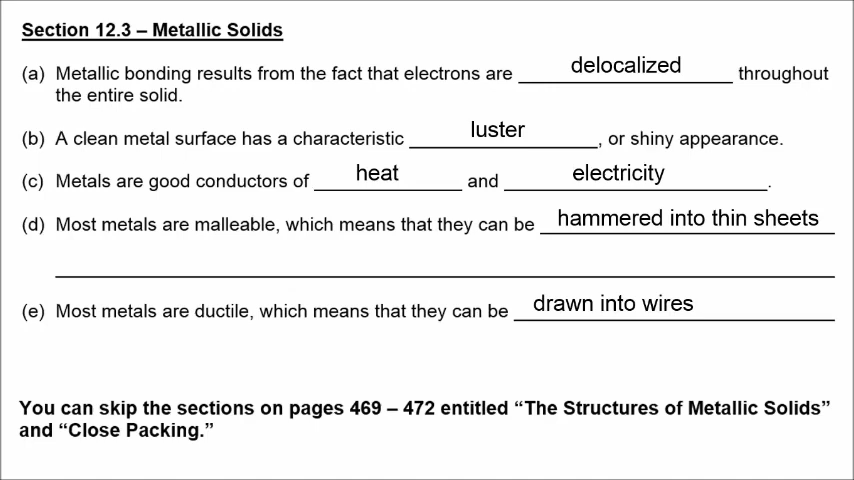 Section 12.3 – Metallic Solids
(a) Metallic bonding results from the fact that electrons are delocalized throughout
the entire solid.
(b) A clean metal surface has a characteristic luster, or shiny appearance.
(c) Metals are good conductors of heat and electricity.
(d) Most metals are malleable, which means that they can be hammered into thin sheets
(e) Most metals are ductile, which means that they can be drawn into wires
You can skip the sections on pages 469 – 472 entitled “The Structures of Metallic Solids”
and “Close Packing.”